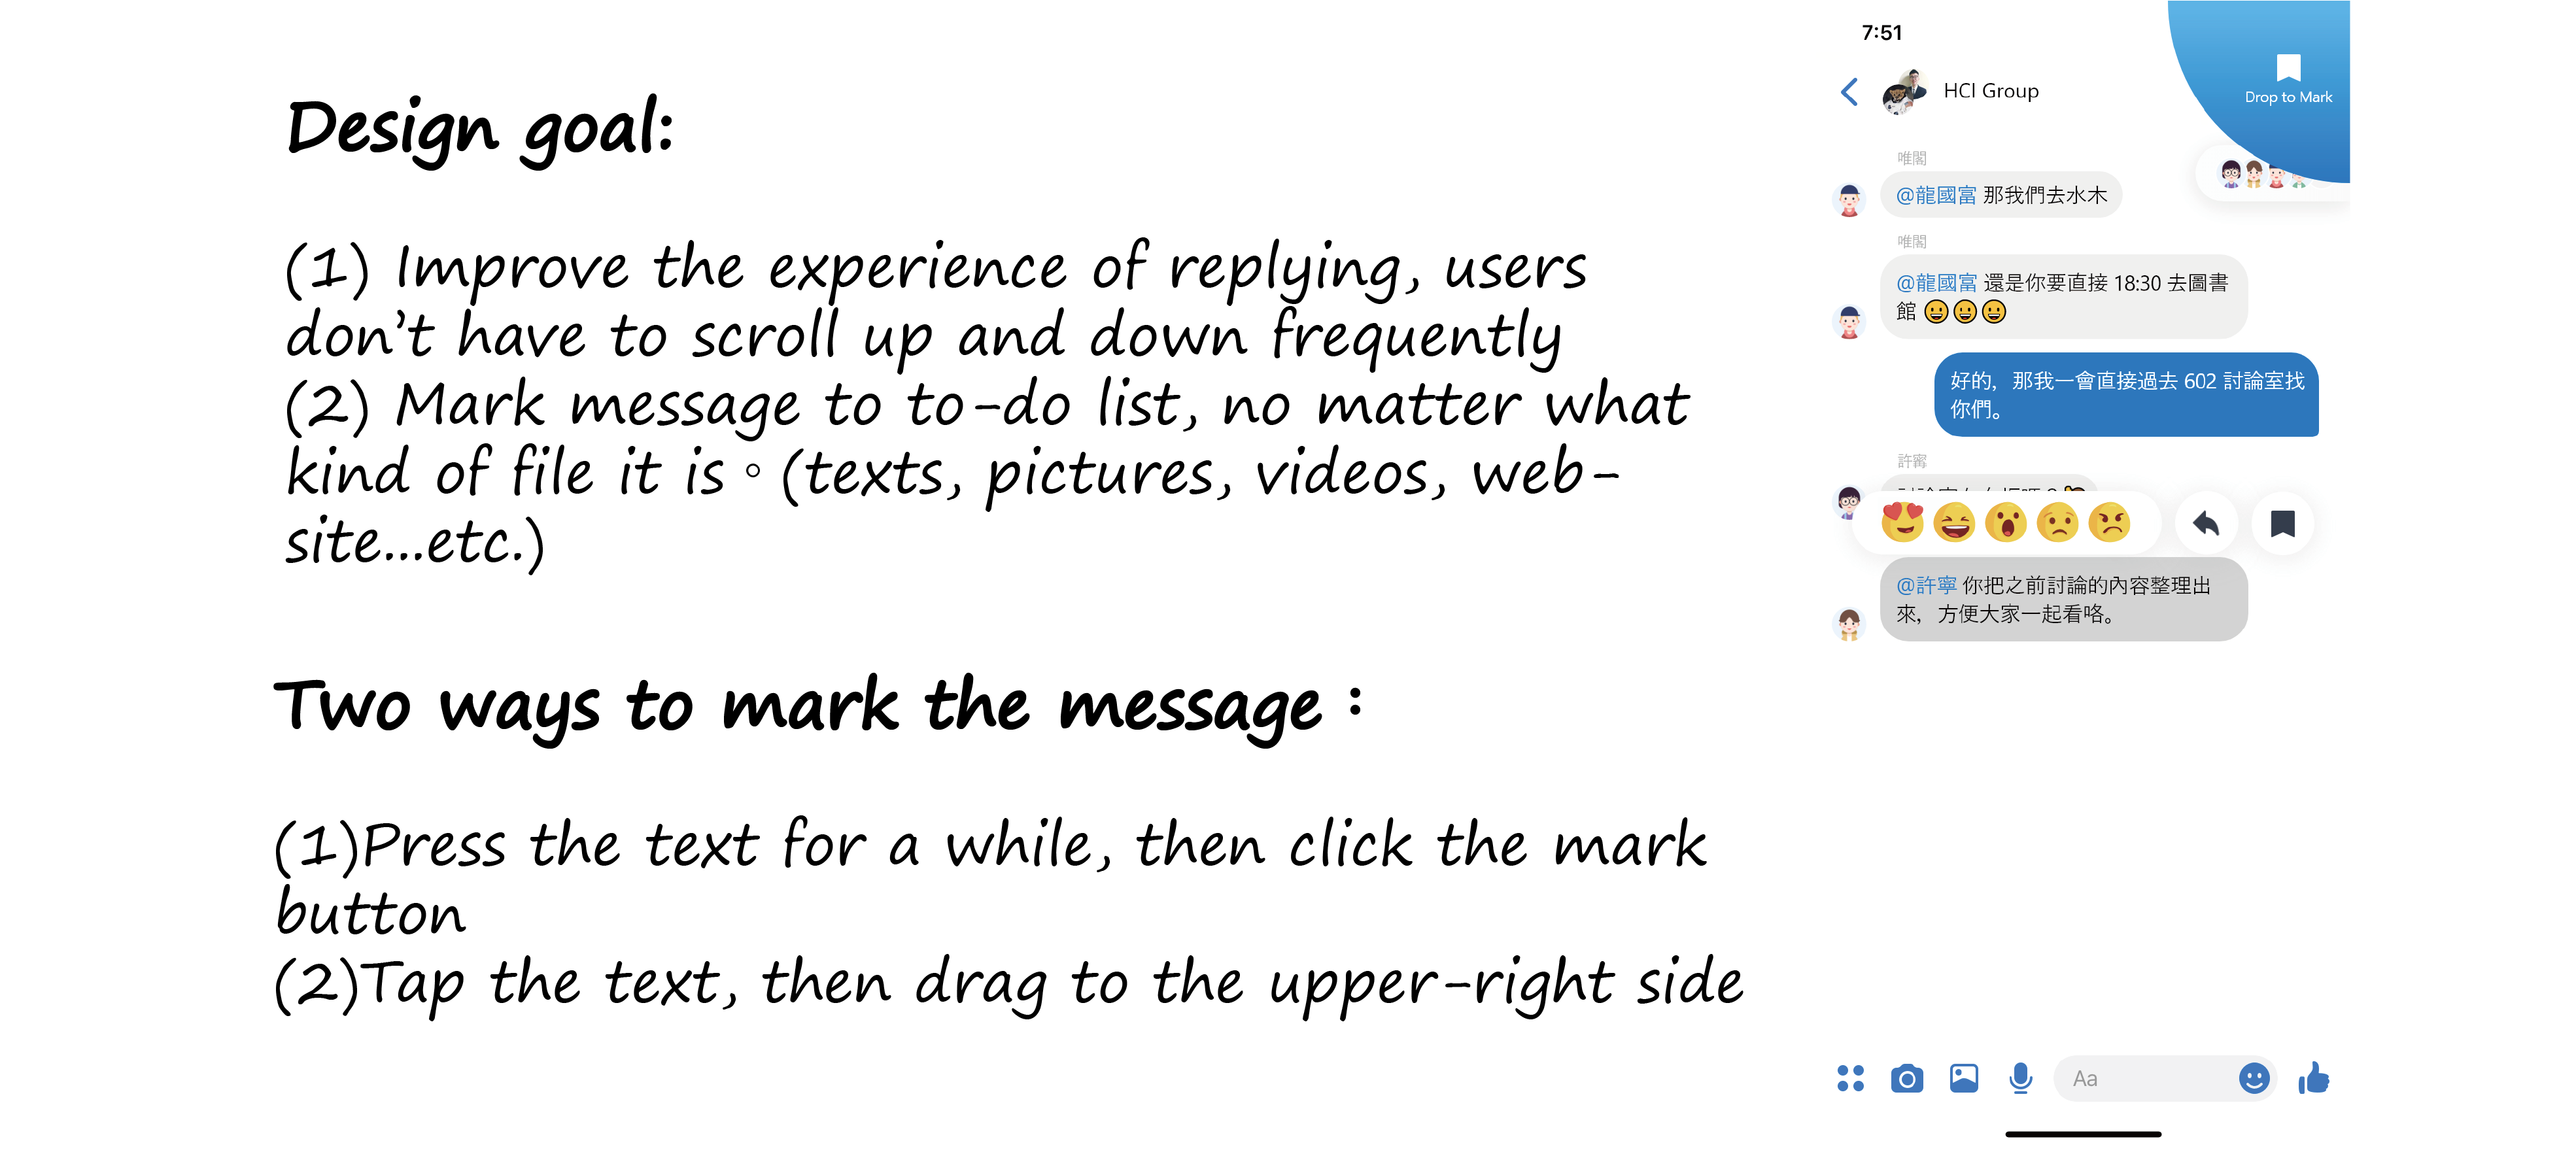 Design goal:
(1) Improve the experience of replying, users
don't have to scroll up and down frequently
(2) Mark message to to-do list, no matter what
kind of file it is。(texts, pictures, videos, web-
site...etc.)
Two ways to mark the message：
(1)Press the text for a while, then click the mark
button
(2)Tap the text, then drag to the upper-right side
7:51
HCI Group
Drop to Mark
唯閣
@龍國富 那我們去水木
唯閣
@龍國富 還是你要直接 18:30 去圖書
館
好的，那我一會直接過去 602 討論室找
你們。
許寗
@許寧 你把之前討論的內容整理出
來，方便大家一起看咯。
Aa